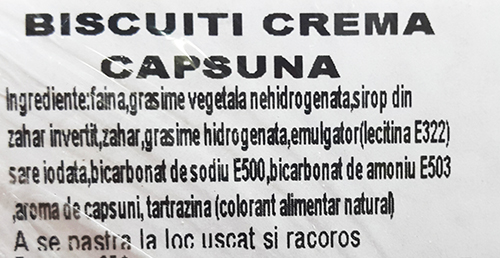 BISCUITI CREMA
CAPSUNA
Ingrediente:faina,grasime vegetala nehidrogenata,sirop din
zahar invertit,zahar,grasime hidrogenata,emulgator(lecitina E322)
sare iodata,bicarbonat de sodiu E500,bicarbonat de amoniu E503
,aroma de capsuni, tartrazina (colorant alimentar natural)
A se pastra la loc uscat si racoros